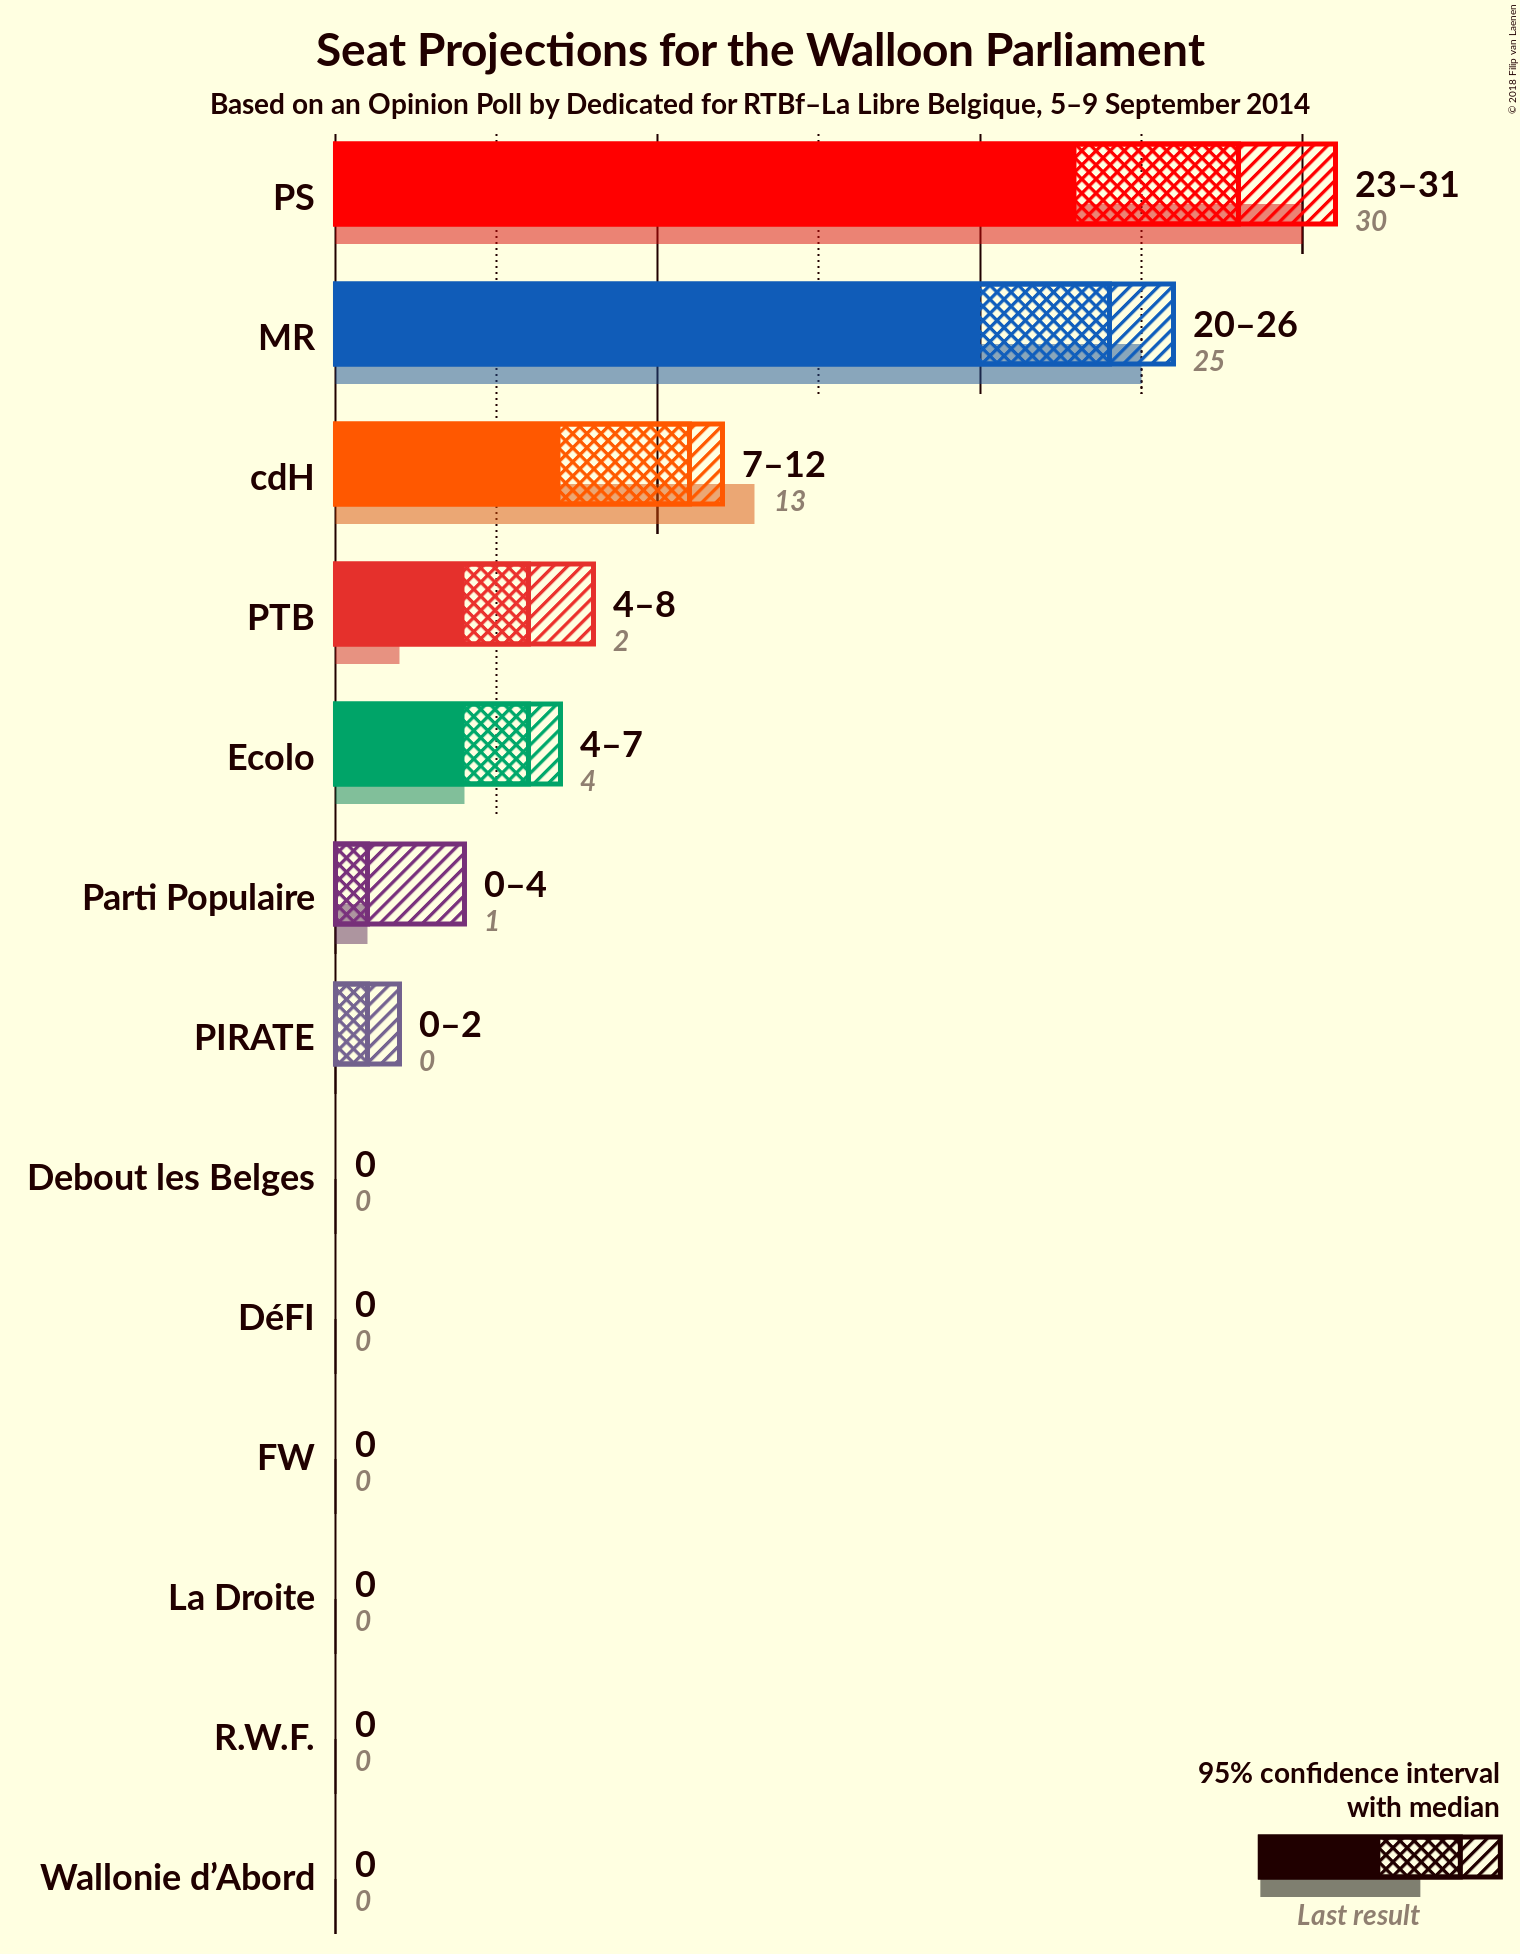 Seat Projections for the Walloon Parliament
Based on an Opinion Poll by Dedicated for RTBf–La Libre Belgique, 5–9 September 2014
© 2018 Filip van Laenen
PS
23–31
30
MR
20–26
25
cdH
7–12
13
PTB
4–8
2
Ecolo
4–7
4
Parti Populaire
0–4
1
PIRATE
0–2
0
Debout les Belges
0
0
DéFI
0
0
FW
0
0
La Droite
0
0
R.W.F.
0
0
Wallonie d’Abord
0
0
95% confidence interval
with median
Last result